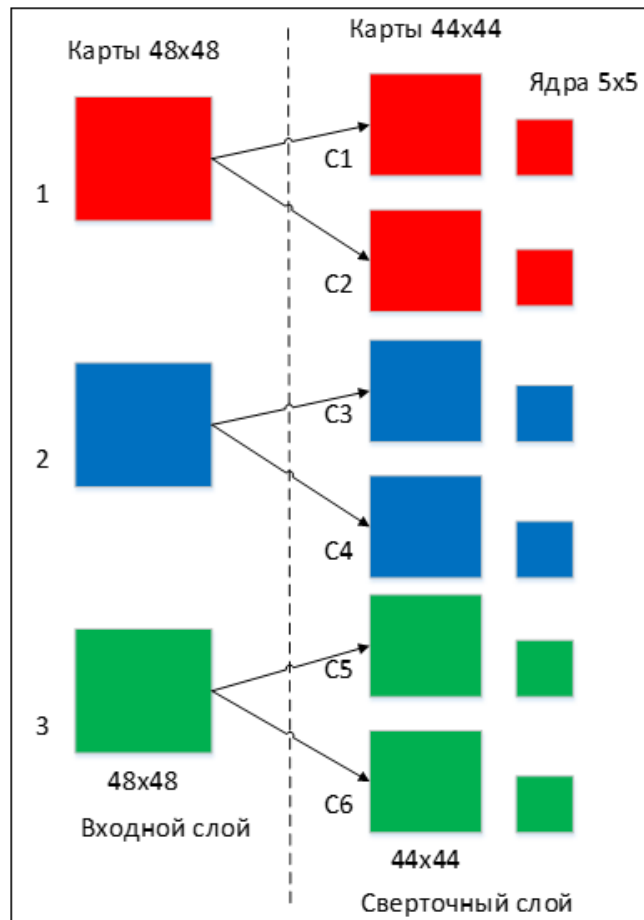 Карты 48x48
Карты 44x44
Ядра 5x5
1
C1
C2
2
C3
C4
3
C5
C6
48x48
Входной слой
44x44
Сверточный слой